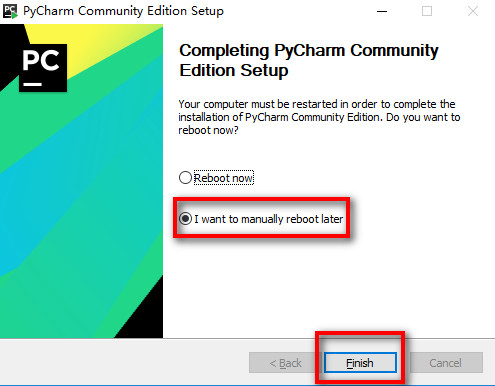 PC PyCharm Community Edition Setup
PC
Completing PyCharm Community
Edition Setup
Your computer must be restarted in order to complete the
installation of PyCharm Community Edition. Do you want to
reboot now?
Reboot now
I want to manually reboot later
< Back Finish Cancel